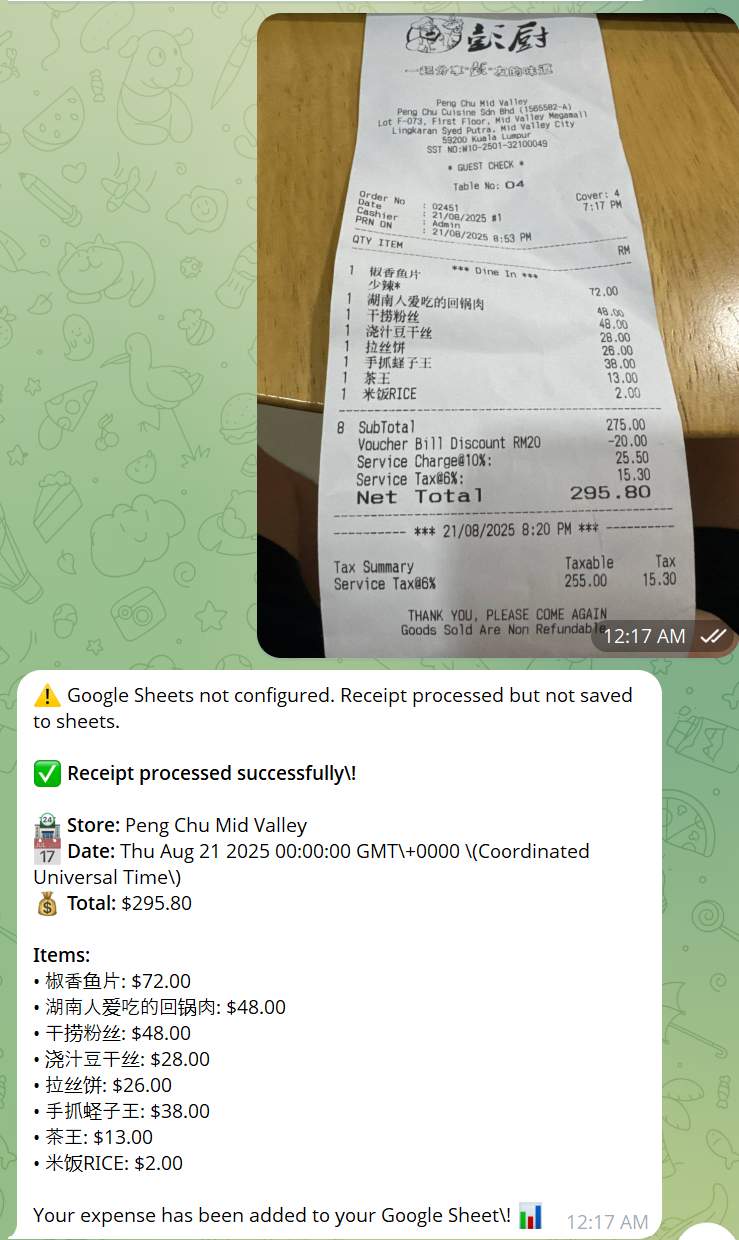 彭厨
一起分享 友的味道
Peng Chu Mid Valley
Peng Chu Cuisine Sdn Bhd (1565582-A)
Lot F-073, First Floor, Mid Valley Megamall
Lingkaran Syed Putra, Mid Valley City
59200 Kuala Lumpur
SST NO:W10-2501-32100049
* GUEST CHECK *
Table No: 04
Order No : 02451 Cover: 4
Date : 21/08/2025 #1 7:17 PM
Cashier : Admin
PRN ON : 21/08/2025 8:53 PM
QTY ITEM RM
*** Dine In ***
1 椒香鱼片 72.00
少辣*
1 湖南人爱吃的回锅肉 48.00
1 干捞粉丝 48.00
1 浇汁豆干丝 28.00
1 拉丝饼 26.00
1 手抓蛏子王 38.00
1 茶王 13.00
1 米饭RICE 2.00
8 SubTotal 275.00
Voucher Bill Discount RM20 -20.00
Service Charge@10%: 25.50
Service Tax@6%: 15.30
Net Total 295.80
---------- *** 21/08/2025 8:20 PM *** ----------
Tax Summary Taxable Tax
Service Tax@6% 255.00 15.30
THANK YOU, PLEASE COME AGAIN
Goods Sold Are Non Refundable
12:17 AM
Google Sheets not configured. Receipt processed but not saved
to sheets.
Receipt processed successfully\!
Store: Peng Chu Mid Valley
Date: Thu Aug 21 2025 00:00:00 GMT\+0000 \(Coordinated
Universal Time\)
Total: $295.80
Items:
• 椒香鱼片: $72.00
• 湖南人爱吃的回锅肉: $48.00
• 干捞粉丝: $48.00
• 浇汁豆干丝: $28.00
• 拉丝饼: $26.00
• 手抓蛏子王: $38.00
• 茶王: $13.00
• 米饭RICE: $2.00
Your expense has been added to your Google Sheet\!
12:17 AM